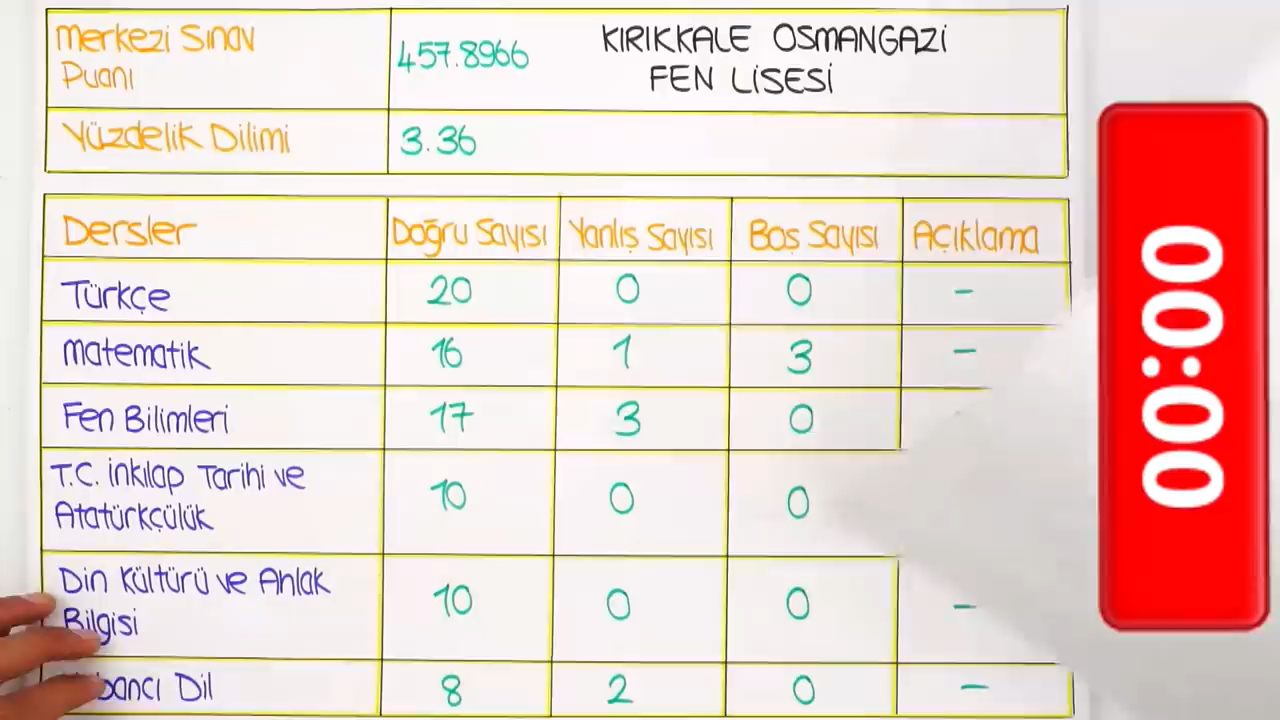 Merkezi Sınav
Puanı
457.8966
KIRIKKALE OSMANGAZİ
FEN LİSESİ
Yüzdelik Dilimi
3.36
Dersler Doğru Sayısı Yanlış Sayısı Boş Sayısı Açıklama
Türkçe 20 0 0 -
Matematik 16 1 3 -
Fen Bilimleri 17 3 0
T.C. İnkılap Tarihi ve
Atatürkçülük
10 0 0
Din Kültürü ve Ahlak
Bilgisi
10 0 0 -
Dil 8 2 0 -
00:00